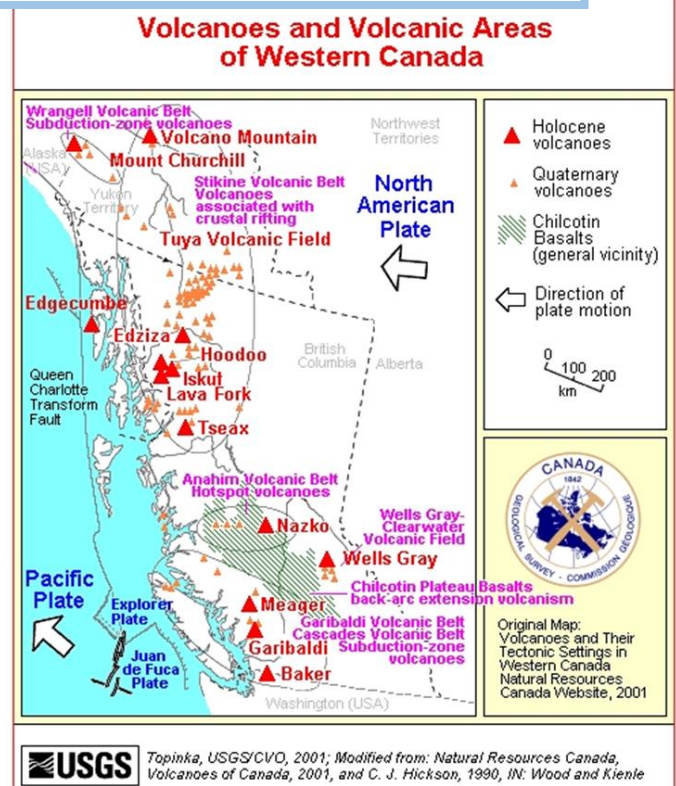 Volcanoes and Volcanic Areas
of Western Canada
Wrangell Volcanic Belt
Subduction-zone volcanoes
Volcano Mountain
Northwest
Territories
Alaska
(USA)
Mount Churchill
Yukon
Territory
Stikine Volcanic Belt
Volcanoes
associated with
crustal rifting
North
American
Plate
Tuya Volcanic Field
Edgecumbe
Edziza
Hoodoo
British
Columbia
Alberta
Iskut
Lava Fork
Queen
Charlotte
Transform
Fault
Tseax
Anahim Volcanic Belt
Hotspot volcanoes
Nazko
Wells Gray-
Clearwater
Volcanic Field
Wells Gray
Pacific
Plate
Chilcotin Plateau Basalts
back-arc extension volcanism
Explorer
Plate
Meager
Garibaldi Volcanic Belt
Cascades Volcanic Belt
Subduction-zone
volcanoes
Garibaldi
Juan
de Fuca
Plate
Baker
Washington (USA)
Holocene
volcanoes
Quaternary
volcanoes
Chilcotin
Basalts
(general vicinity)
Direction of
plate motion
0 100 200
km
CANADA
1842
GEOLOGICAL SURVEY - COMMISSION GÉOLOGIQUE
Original Map:
Volcanoes and Their
Tectonic Settings in
Western Canada
Natural Resources
Canada Website, 2001
USGS
Topinka, USGS/CVO, 2001; Modified from: Natural Resources Canada,
Volcanoes of Canada, 2001, and C. J. Hickson, 1990, IN: Wood and Kienle